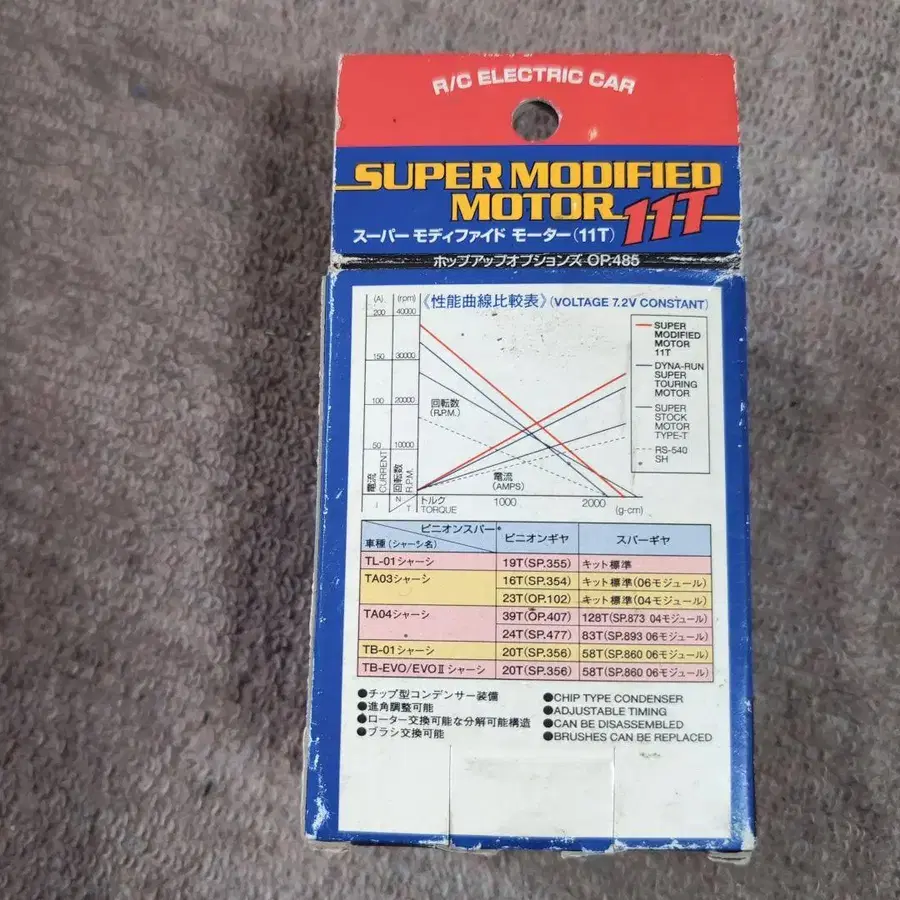 R/C ELECTRIC CAR
SUPER MODIFIED
MOTOR 11T
スーパー モディファイド モーター(11T)
ホップアップオプションズ OP.485
(A) (rpm) 《性能曲線比較表》(VOLTAGE 7.2V CONSTANT)
200 40000
150 30000
100 20000
50 10000
電流 CURRENT
回転数 R.P.M.
I N T
回転数
(R.P.M.)
電流
(AMPS)
トルク
TORQUE
1000 2000
(g-cm)
SUPER
MODIFIED
MOTOR
11T
DYNA-RUN
SUPER
TOURING
MOTOR
SUPER
STOCK
MOTOR
TYPE-T
RS-540
SH
ピニオンスパー*
車種(シャーシ名) ピニオンギヤ スパーギヤ
TL-01シャーシ 19T(SP.355) キット標準
TA03シャーシ 16T(SP.354) キット標準(06モジュール)
23T(OP.102) キット標準(04モジュール)
TA04シャーシ 39T(OP.407) 128T(SP.873 04モジュール)
24T(SP.477) 83T(SP.893 06モジュール)
TB-01シャーシ 20T(SP.356) 58T(SP.860 06モジュール)
TB-EVO/EVOⅡシャーシ 20T(SP.356) 58T(SP.860 06モジュール)
●チップ型コンデンサー装備
●進角調整可能
●ローター交換可能な分解可能構造
●ブラシ交換可能
●CHIP TYPE CONDENSER
●ADJUSTABLE TIMING
●CAN BE DISASSEMBLED
●BRUSHES CAN BE REPLACED